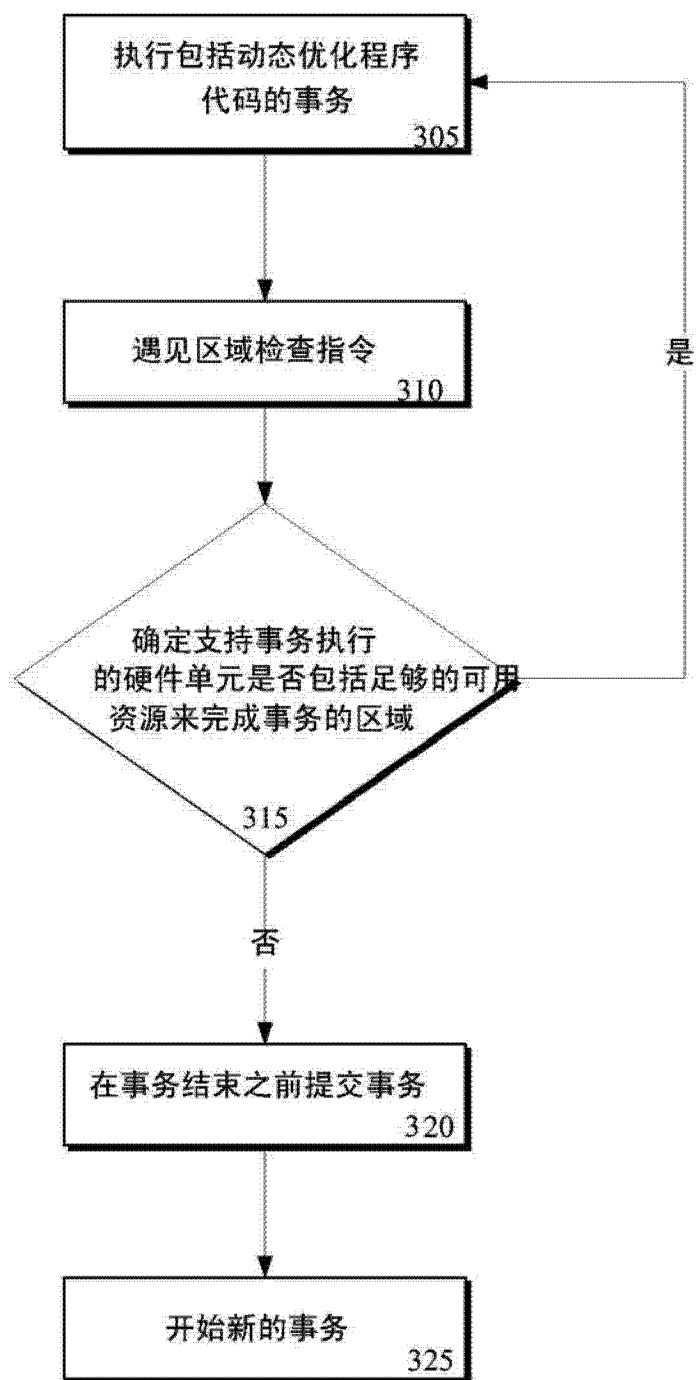 执行包括动态优化程序
代码的事务
305
遇见区域检查指令
310
是
确定支持事务执行
的硬件单元是否包括足够的可用
资源来完成事务的区域
315
否
在事务结束之前提交事务
320
开始新的事务
325